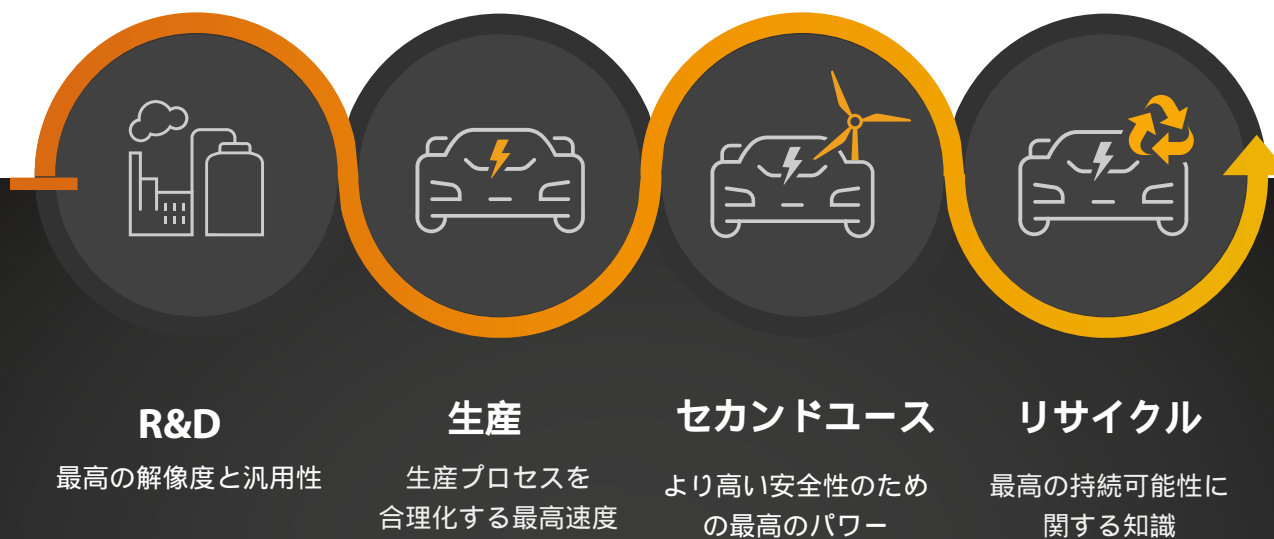 R&D
最高の解像度と汎用性
生産
生産プロセスを
合理化する最高速度
セカンドユース
より高い安全性のため
の最高のパワー
リサイクル
最高の持続可能性に
関する知識